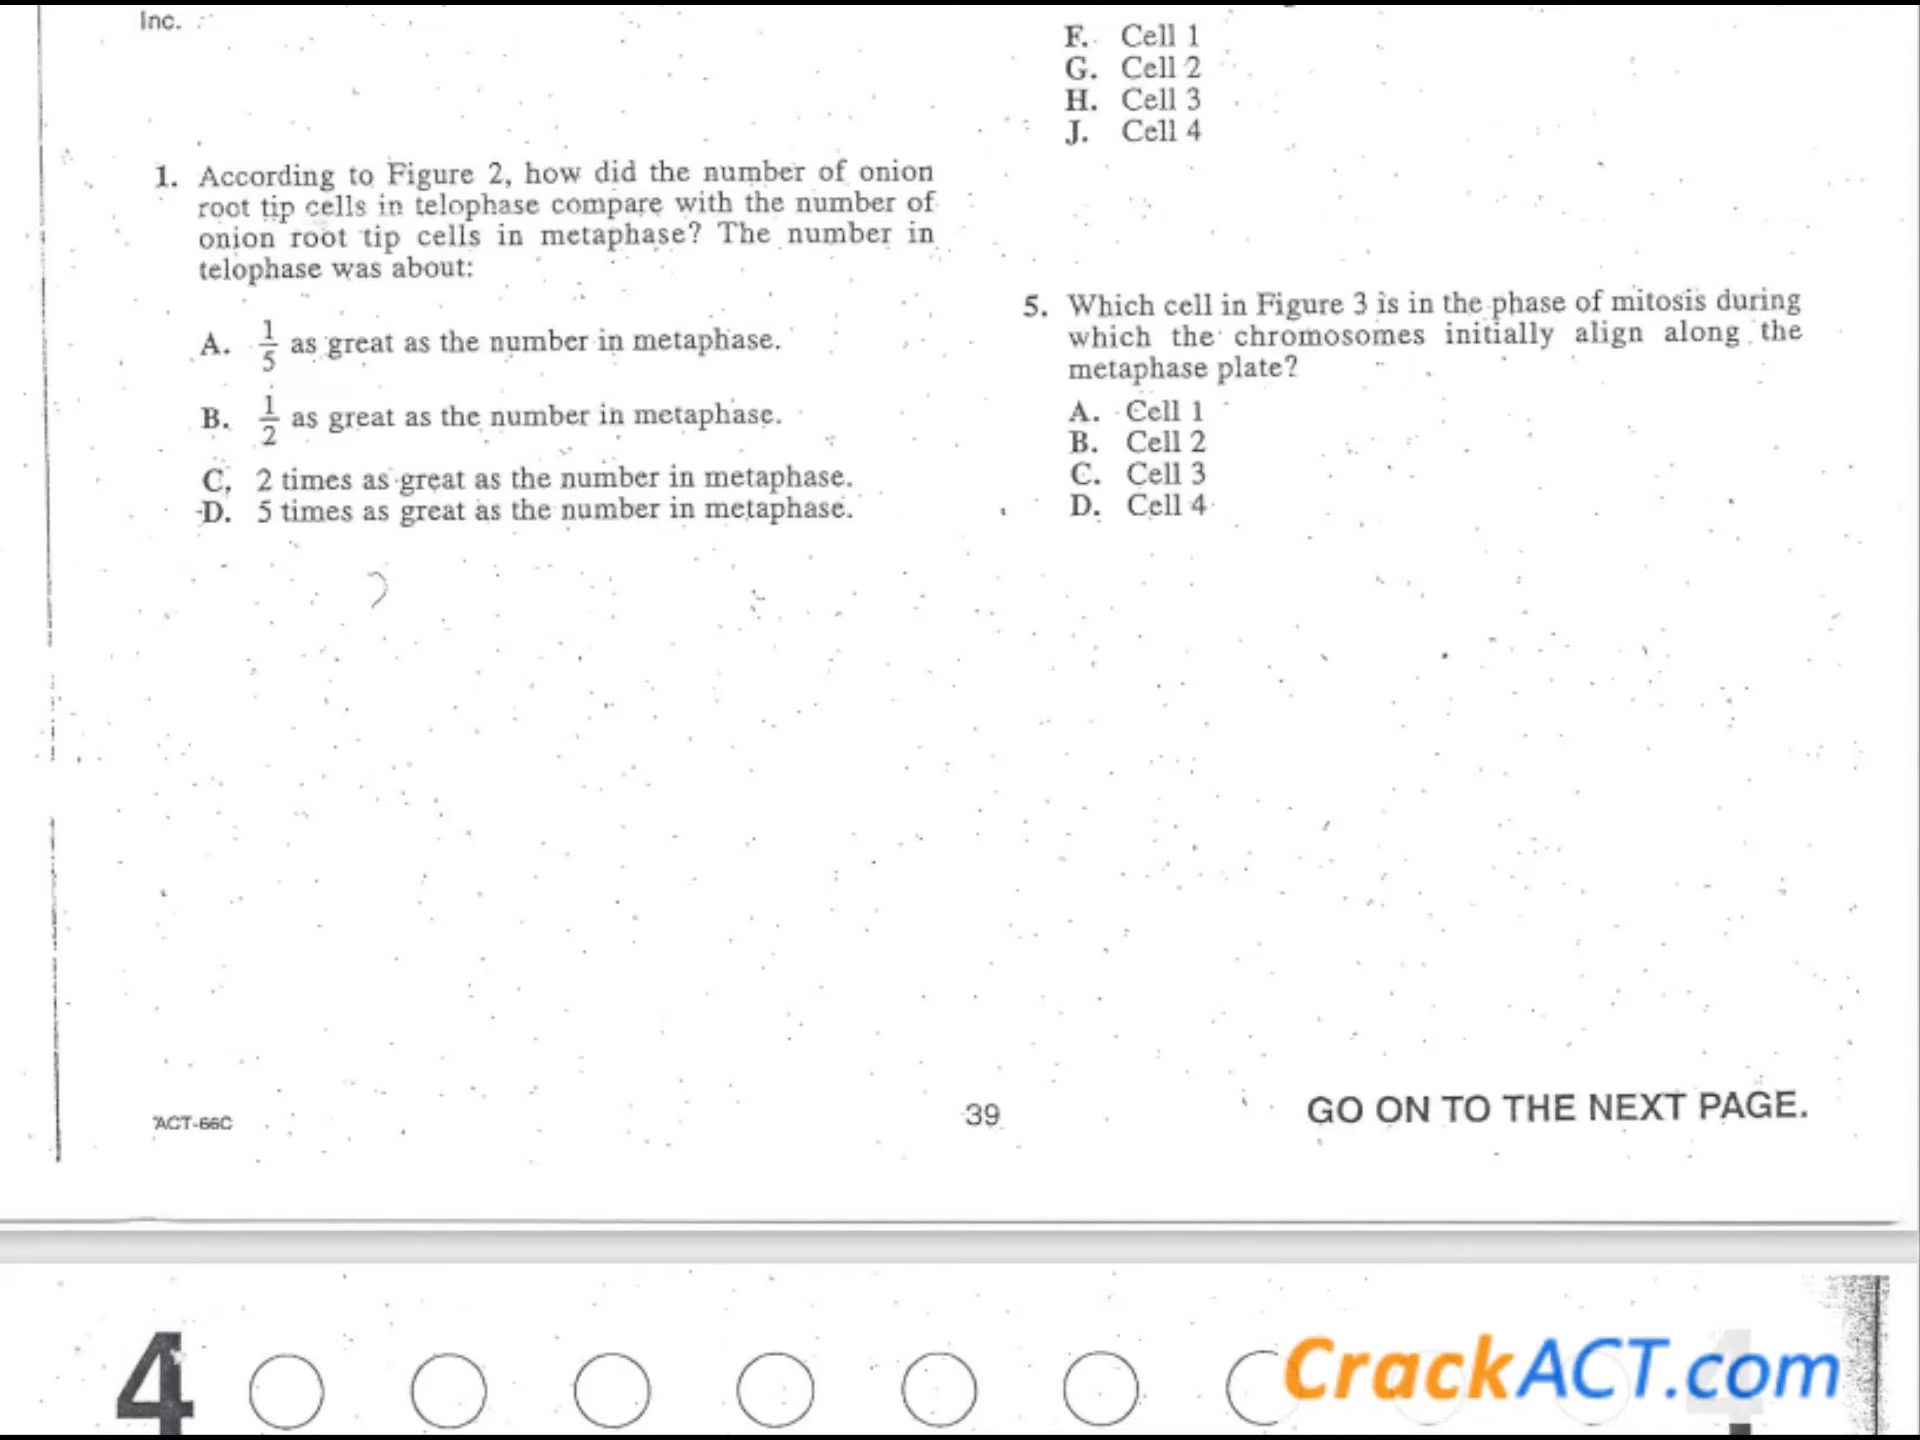 Inc.
1. According to Figure 2, how did the number of onion
root tip cells in telophase compare with the number of
onion root tip cells in metaphase? The number in
telophase was about:
A. 1/5 as great as the number in metaphase.
B. 1/2 as great as the number in metaphase.
C. 2 times as great as the number in metaphase.
D. 5 times as great as the number in metaphase.
F. Cell 1
G. Cell 2
H. Cell 3
J. Cell 4
5. Which cell in Figure 3 is in the phase of mitosis during
which the chromosomes initially align along the
metaphase plate?
A. Cell 1
B. Cell 2
C. Cell 3
D. Cell 4
ACT-66C
39
GO ON TO THE NEXT PAGE.
4
CrackACT.com
4